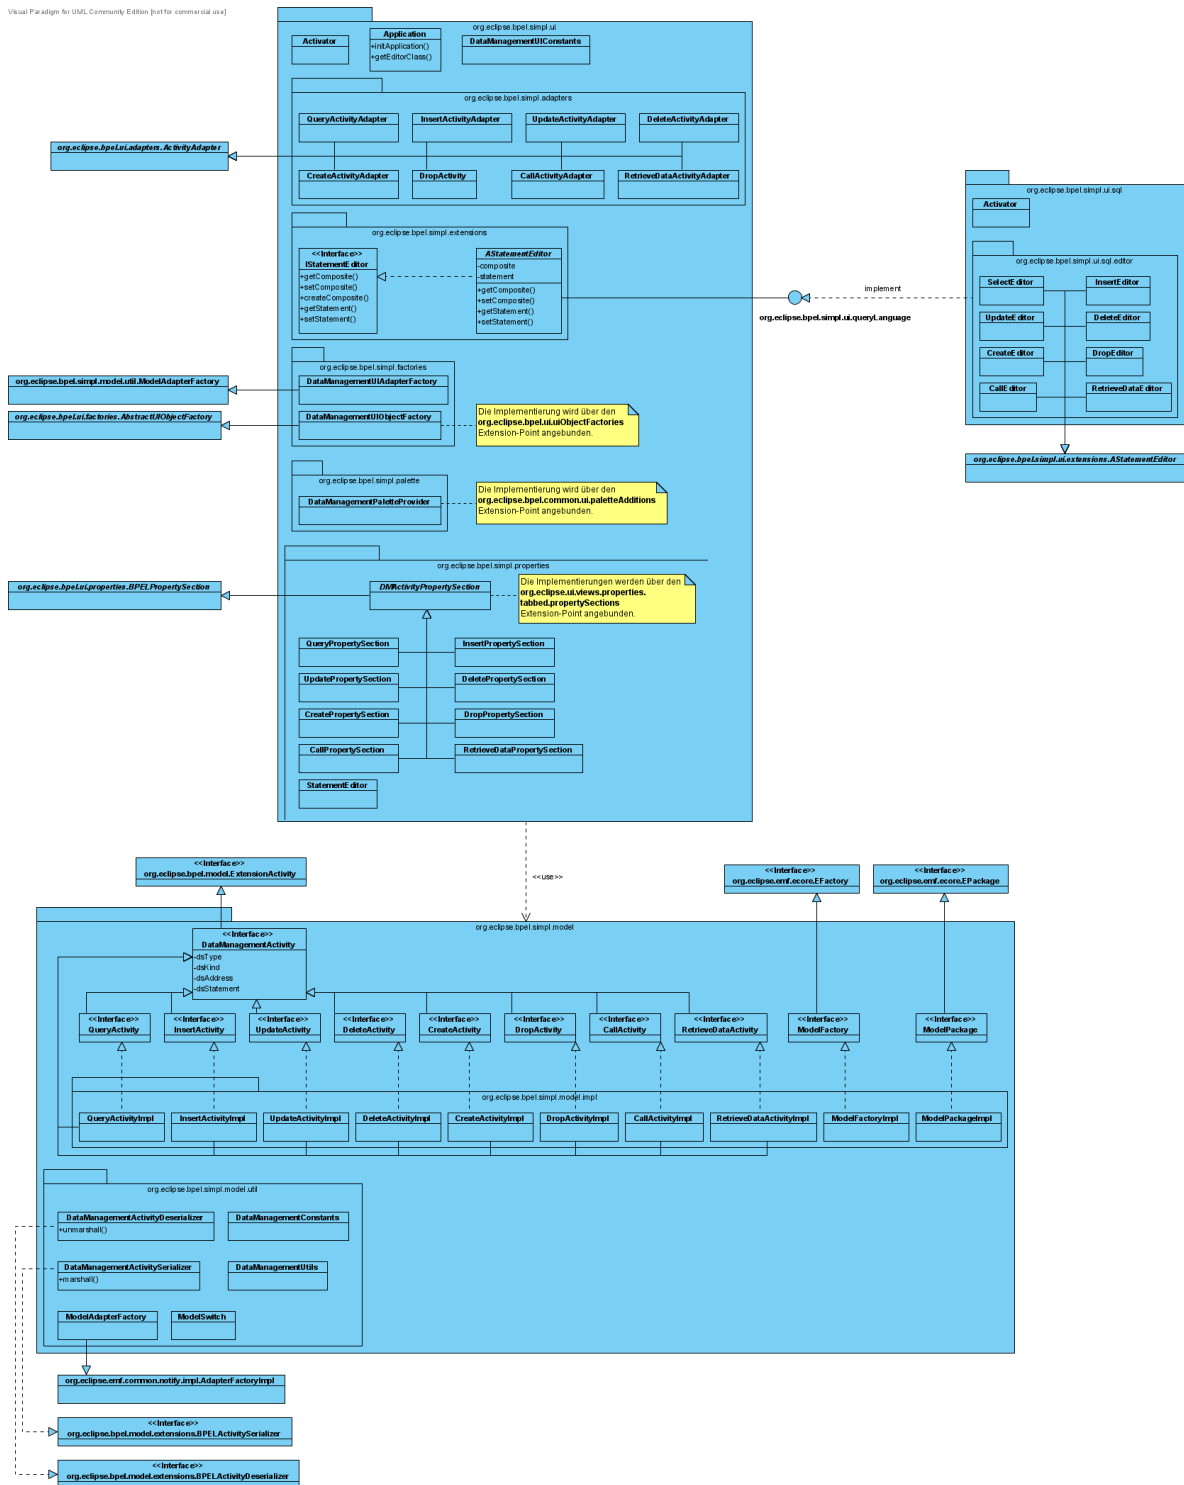 Visual Paradigm for UML Community Edition [not for commercial use]
org.eclipse.bpel.simpl.ui
Activator
Application
+initApplication()
+getEditorClass()
DataManagementUIConstants
org.eclipse.bpel.simpl.adapters
QueryActivityAdapter
InsertActivityAdapter
UpdateActivityAdapter
DeleteActivityAdapter
org.eclipse.bpel.ui.adapters.ActivityAdapter
CreateActivityAdapter
DropActivity
CallActivityAdapter
RetrieveDataActivityAdapter
org.eclipse.bpel.simpl.extensions
<<Interface>>
IStatementEditor
+getComposite()
+setComposite()
+createComposite()
+getStatement()
+setStatement()
AStatementEditor
-composite
-statement
+getComposite()
+setComposite()
+getStatement()
+setStatement()
org.eclipse.bpel.simpl.ui.queryLanguage
implement
org.eclipse.bpel.simpl.ui.sql
Activator
org.eclipse.bpel.simpl.ui.sql.editor
SelectEditor
InsertEditor
UpdateEditor
DeleteEditor
CreateEditor
DropEditor
CallEditor
RetrieveDataEditor
org.eclipse.bpel.simpl.ui.extensions.AStatementEditor
org.eclipse.bpel.simpl.factories
org.eclipse.bpel.simpl.model.util.ModelAdapterFactory
DataManagementUIAdapterFactory
org.eclipse.bpel.ui.factories.AbstractUIObjectFactory
DataManagementUIObjectFactory
Die Implementierung wird über den
org.eclipse.bpel.ui.uiObjectFactories
Extension-Point angebunden.
org.eclipse.bpel.simpl.palette
DataManagementPaletteProvider
Die Implementierung wird über den
org.eclipse.bpel.common.ui.paletteAdditions
Extension-Point angebunden.
org.eclipse.bpel.simpl.properties
org.eclipse.bpel.ui.properties.BPELPropertySection
DMActivityPropertySection
Die Implementierungen werden über den
org.eclipse.ui.views.properties.
tabbed.propertySections
Extension-Point angebunden.
QueryPropertySection
InsertPropertySection
UpdatePropertySection
DeletePropertySection
CreatePropertySection
DropPropertySection
CallPropertySection
RetrieveDataPropertySection
StatementEditor
<<use>>
<<Interface>>
org.eclipse.bpel.model.ExtensionActivity
<<Interface>>
org.eclipse.emf.ecore.EFactory
<<Interface>>
org.eclipse.emf.ecore.EPackage
org.eclipse.bpel.simpl.model
<<Interface>>
DataManagementActivity
-dsType
-dsKind
-dsAddress
-dsStatement
<<Interface>>
QueryActivity
<<Interface>>
InsertActivity
<<Interface>>
UpdateActivity
<<Interface>>
DeleteActivity
<<Interface>>
CreateActivity
<<Interface>>
DropActivity
<<Interface>>
CallActivity
<<Interface>>
RetrieveDataActivity
<<Interface>>
ModelFactory
<<Interface>>
ModelPackage
org.eclipse.bpel.simpl.model.impl
QueryActivityImpl
InsertActivityImpl
UpdateActivityImpl
DeleteActivityImpl
CreateActivityImpl
DropActivityImpl
CallActivityImpl
RetrieveDataActivityImpl
ModelFactoryImpl
ModelPackageImpl
org.eclipse.bpel.simpl.model.util
DataManagementActivityDeserializer
+unmarshall()
DataManagementConstants
DataManagementActivitySerializer
+marshall()
DataManagementUtils
ModelAdapterFactory
ModelSwitch
org.eclipse.emf.common.notify.impl.AdapterFactoryImpl
<<Interface>>
org.eclipse.bpel.model.extensions.BPELActivitySerializer
<<Interface>>
org.eclipse.bpel.model.extensions.BPELActivityDeserializer